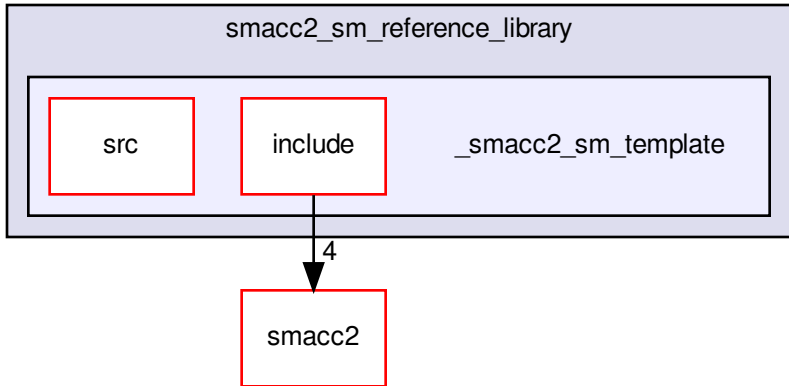 smacc2_sm_reference_library
src
include
_smacc2_sm_template
4
smacc2